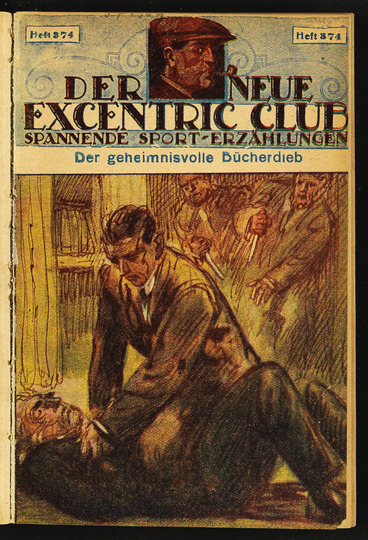 Heft 374
Heft 374
DER NEUE
EXCENTRIC CLUB
SPANNENDE SPORT-ERZÄHLUNGEN
Der geheimnisvolle Bücherdieb